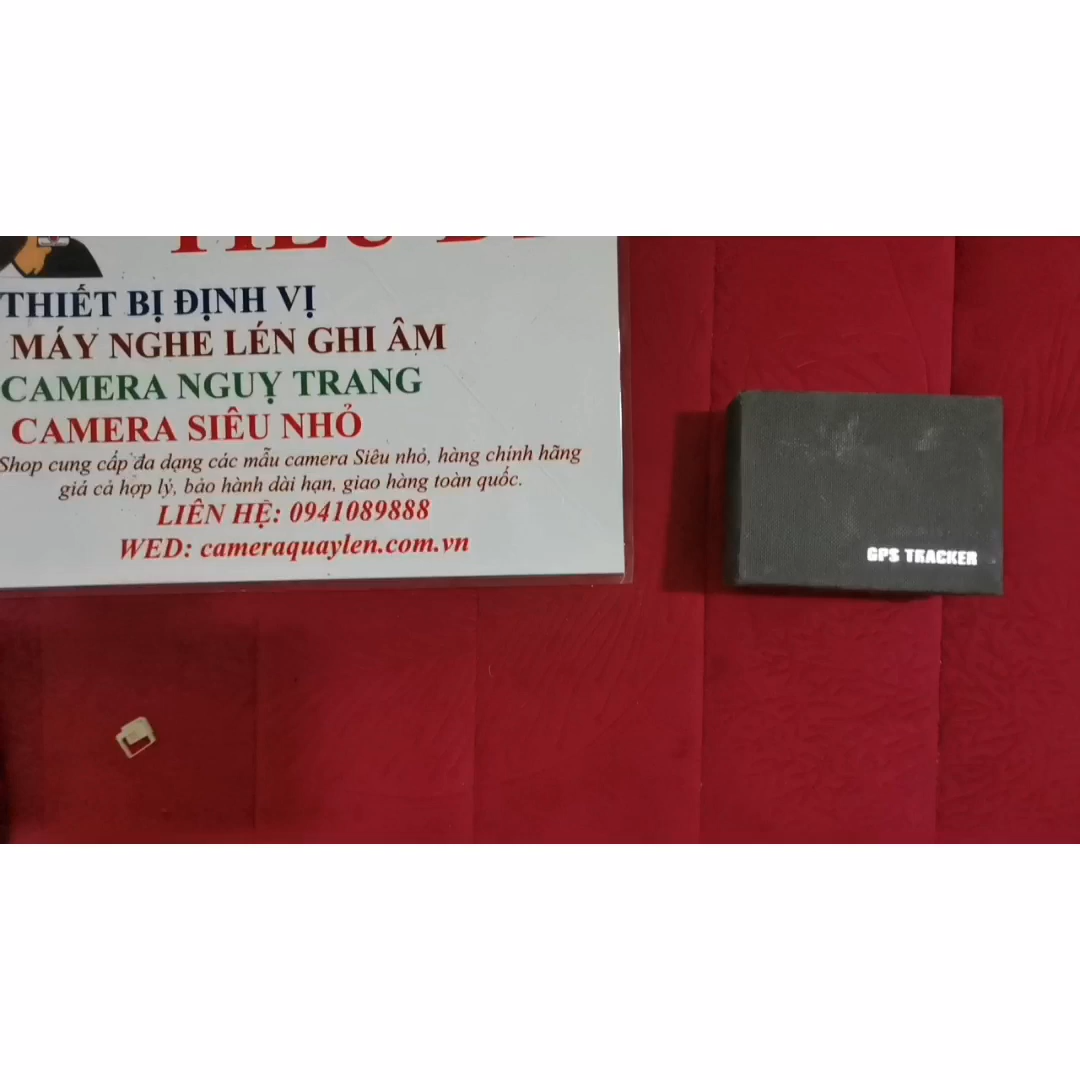 THIẾT BỊ ĐỊNH VỊ
MÁY NGHE LÉN GHI ÂM
CAMERA NGUỴ TRANG
CAMERA SIÊU NHỎ
Shop cung cấp đa dạng các mẫu camera Siêu nhỏ, hàng chính hãng
giá cả hợp lý, bảo hành dài hạn, giao hàng toàn quốc.
LIÊN HỆ: 0941089888
WED: cameraquaylen.com.vn
GPS TRACKER